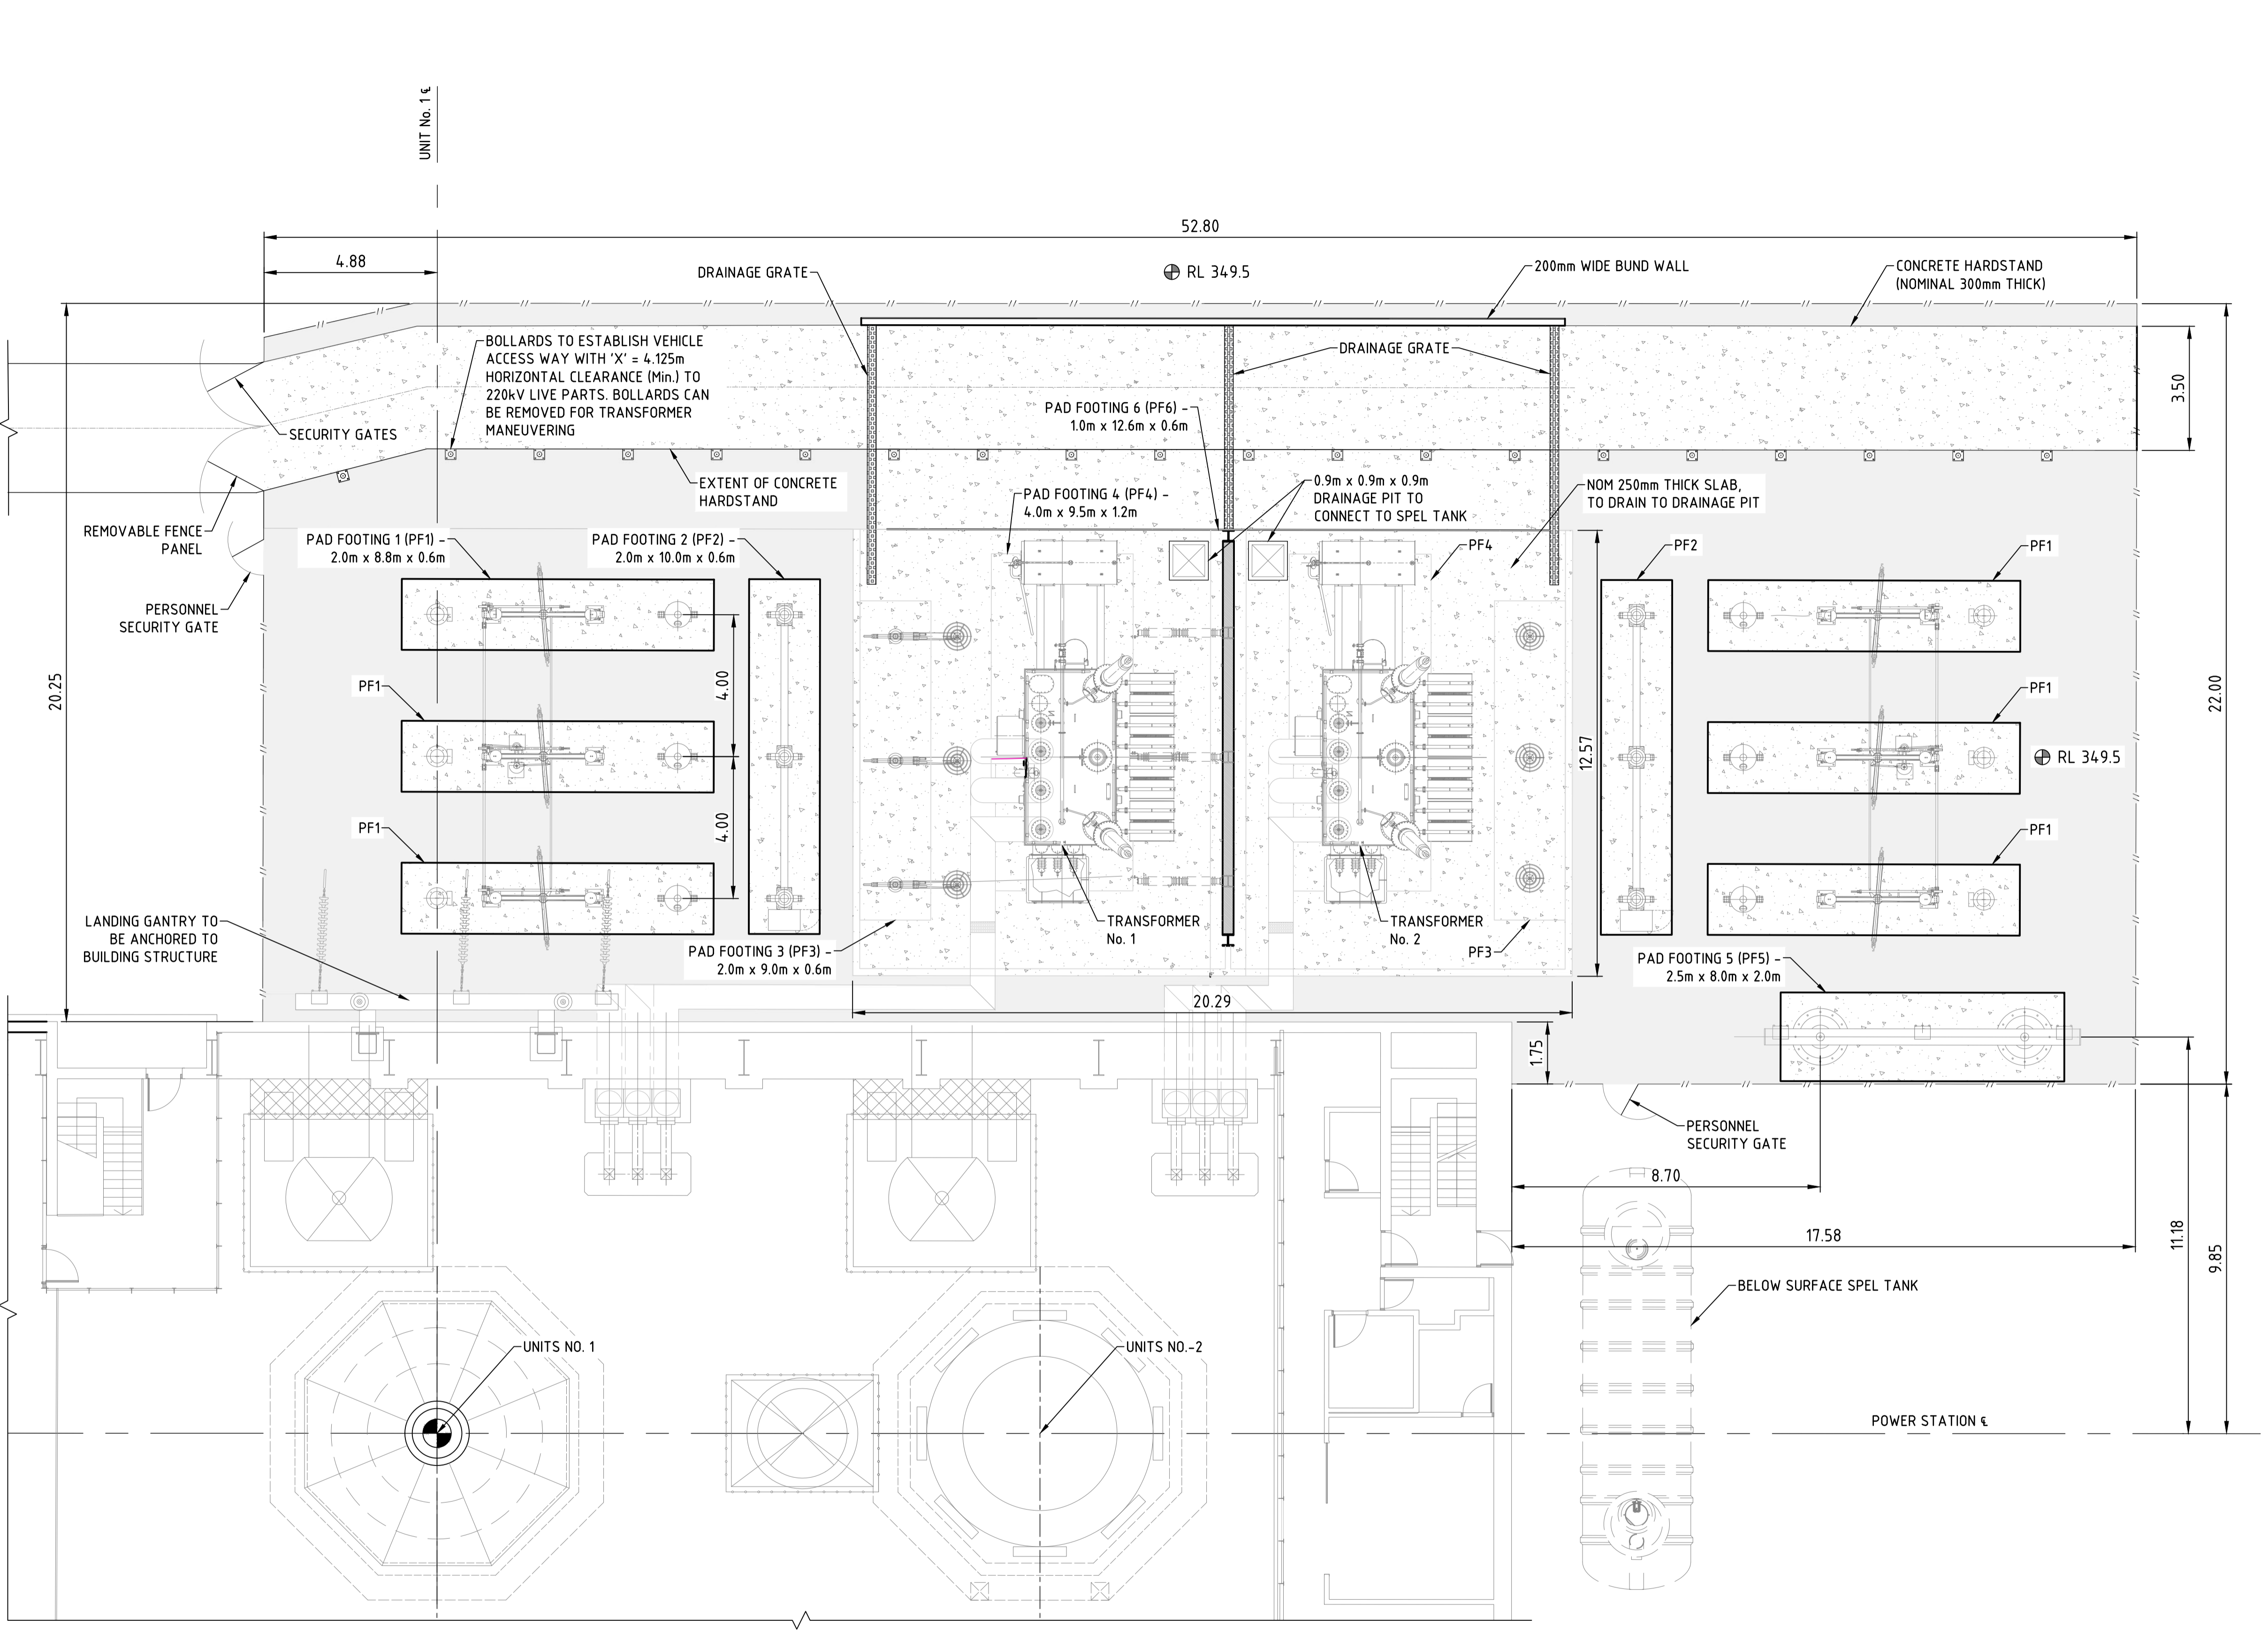 UNIT No. 1 ℄
52.80
4.88
DRAINAGE GRATE
RL 349.5
200mm WIDE BUND WALL
CONCRETE HARDSTAND
(NOMINAL 300mm THICK)
BOLLARDS TO ESTABLISH VEHICLE
ACCESS WAY WITH 'X' = 4.125m
HORIZONTAL CLEARANCE (Min.) TO
220kV LIVE PARTS. BOLLARDS CAN
BE REMOVED FOR TRANSFORMER
MANEUVERING
DRAINAGE GRATE
3.50
SECURITY GATES
PAD FOOTING 6 (PF6) -
1.0m x 12.6m x 0.6m
EXTENT OF CONCRETE
HARDSTAND
PAD FOOTING 4 (PF4) -
4.0m x 9.5m x 1.2m
0.9m x 0.9m x 0.9m
DRAINAGE PIT TO
CONNECT TO SPEL TANK
NOM 250mm THICK SLAB,
TO DRAIN TO DRAINAGE PIT
REMOVABLE FENCE
PANEL
PAD FOOTING 1 (PF1) -
2.0m x 8.8m x 0.6m
PAD FOOTING 2 (PF2) -
2.0m x 10.0m x 0.6m
PF4
PF2
PF1
PERSONNEL
SECURITY GATE
20.25
4.00
22.00
PF1
PF1
12.57
RL 349.5
4.00
PF1
PF1
LANDING GANTRY TO
BE ANCHORED TO
BUILDING STRUCTURE
TRANSFORMER
No. 1
TRANSFORMER
No. 2
PAD FOOTING 3 (PF3) -
2.0m x 9.0m x 0.6m
PF3
PAD FOOTING 5 (PF5) -
2.5m x 8.0m x 2.0m
20.29
1.75
PERSONNEL
SECURITY GATE
8.70
17.58
11.18
9.85
BELOW SURFACE SPEL TANK
UNITS NO. 1
UNITS NO.-2
POWER STATION ℄